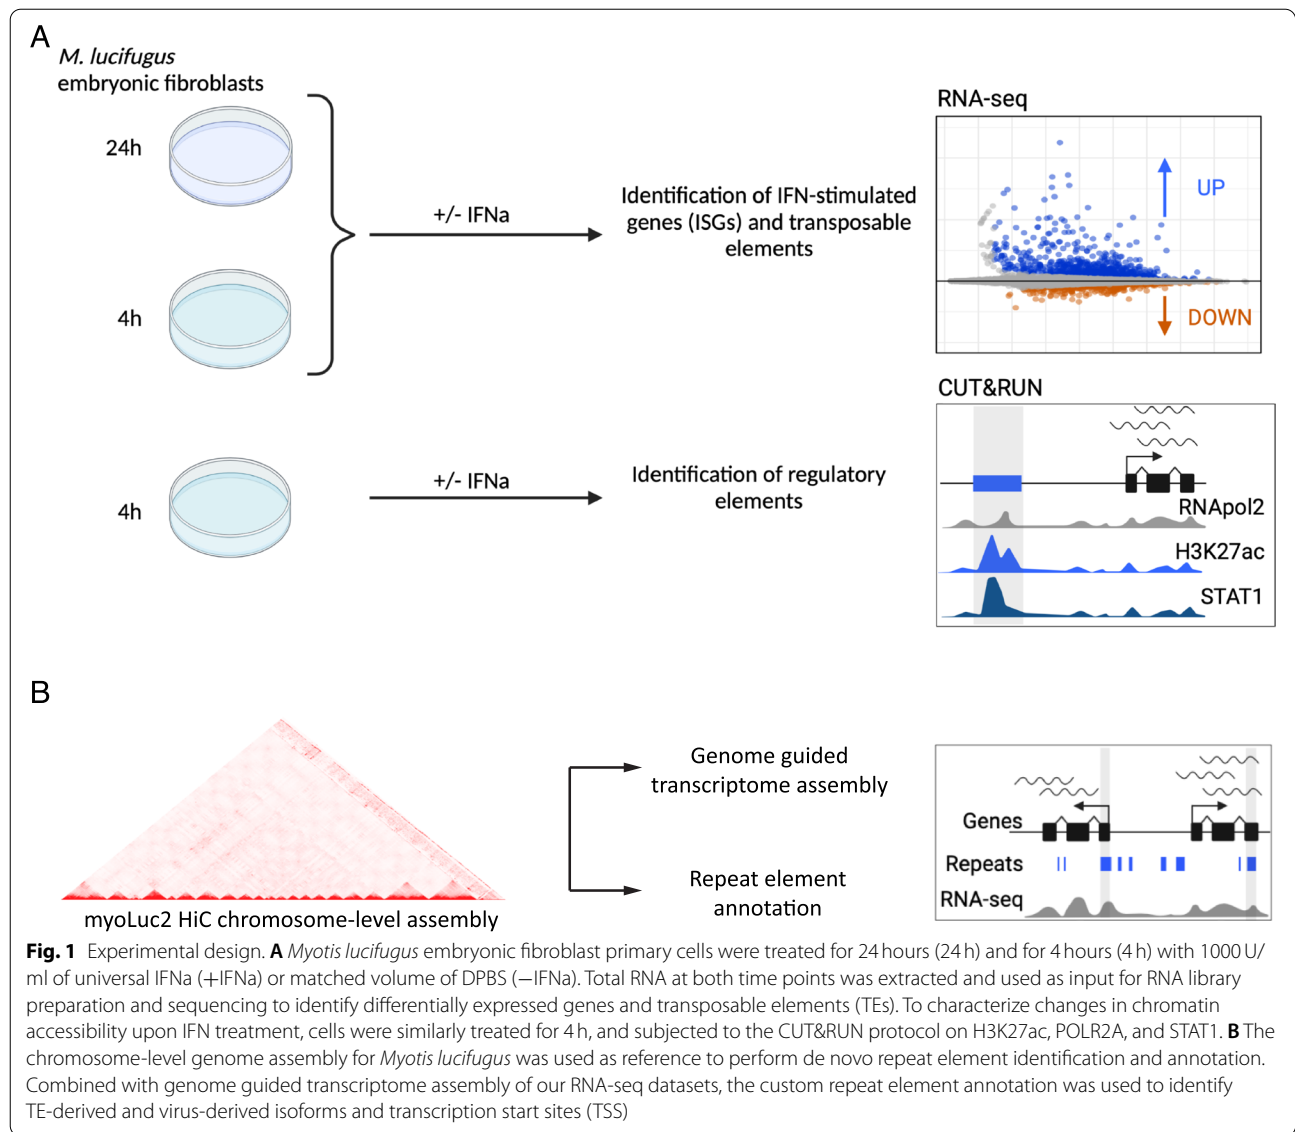 A
M. lucifugus
embryonic fibroblasts
24h
4h
+/- IFNa
Identification of IFN-stimulated
genes (ISGs) and transposable
elements
RNA-seq
UP
DOWN
4h
+/- IFNa
Identification of regulatory
elements
CUT&RUN
RNApol2
H3K27ac
STAT1
B
myoLuc2 HiC chromosome-level assembly
Genome guided
transcriptome assembly
Repeat element
annotation
Genes
Repeats
RNA-seq
Fig. 1 Experimental design. A Myotis lucifugus embryonic fibroblast primary cells were treated for 24 hours (24 h) and for 4 hours (4 h) with 1000 U/
ml of universal IFNa (+IFNa) or matched volume of DPBS (−IFNa). Total RNA at both time points was extracted and used as input for RNA library
preparation and sequencing to identify differentially expressed genes and transposable elements (TEs). To characterize changes in chromatin
accessibility upon IFN treatment, cells were similarly treated for 4 h, and subjected to the CUT&RUN protocol on H3K27ac, POLR2A, and STAT1. B The
chromosome-level genome assembly for Myotis lucifugus was used as reference to perform de novo repeat element identification and annotation.
Combined with genome guided transcriptome assembly of our RNA-seq datasets, the custom repeat element annotation was used to identify
TE-derived and virus-derived isoforms and transcription start sites (TSS)